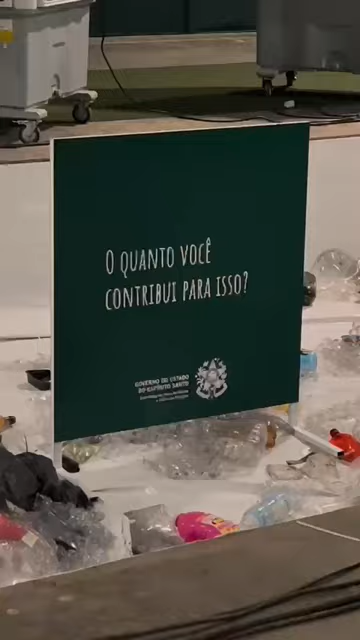 O QUANTO VOCÊ
CONTRIBUI PARA ISSO?
GOVERNO DO ESTADO
DO ESPÍRITO SANTO